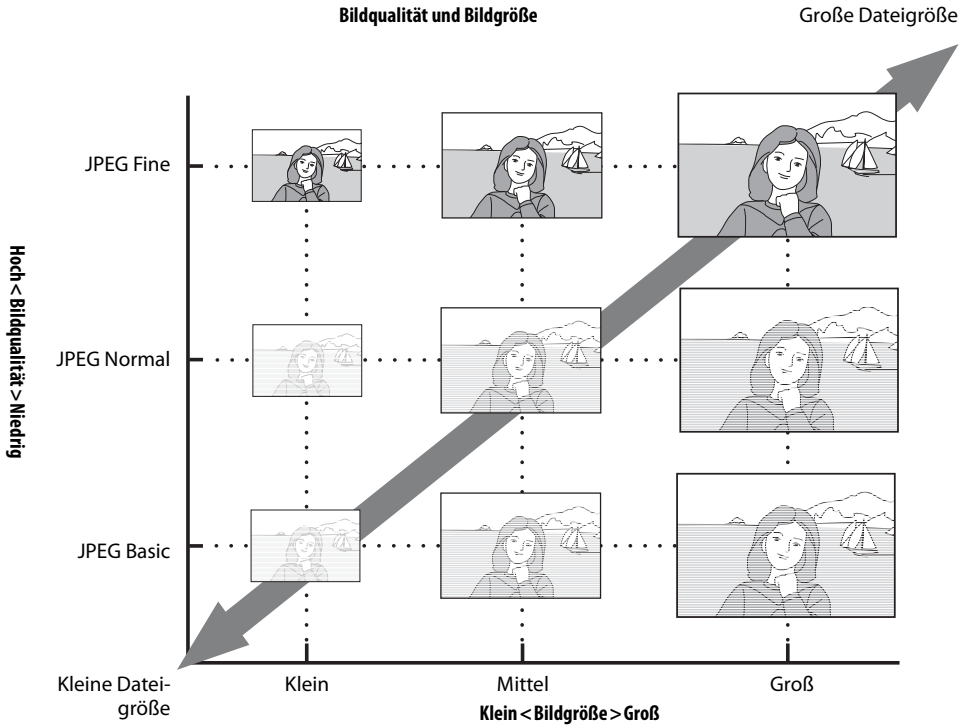 Bildqualität und Bildgröße
Große Dateigröße
JPEG Fine
Hoch < Bildqualität > Niedrig
JPEG Normal
JPEG Basic
Kleine Datei-
größe
Klein
Mittel
Groß
Klein < Bildgröße > Groß